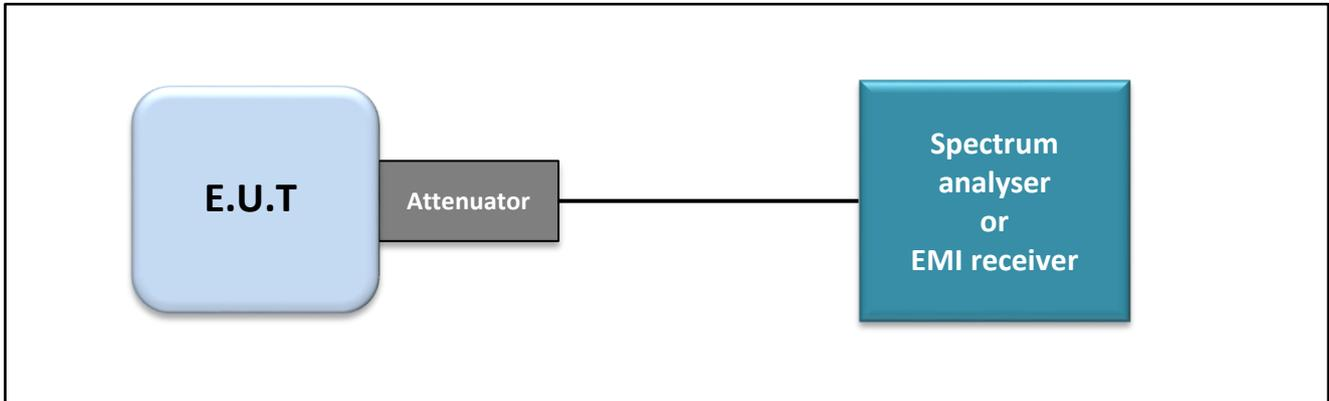 E.U.T
Attenuator
Spectrum
analyser
or
EMI receiver